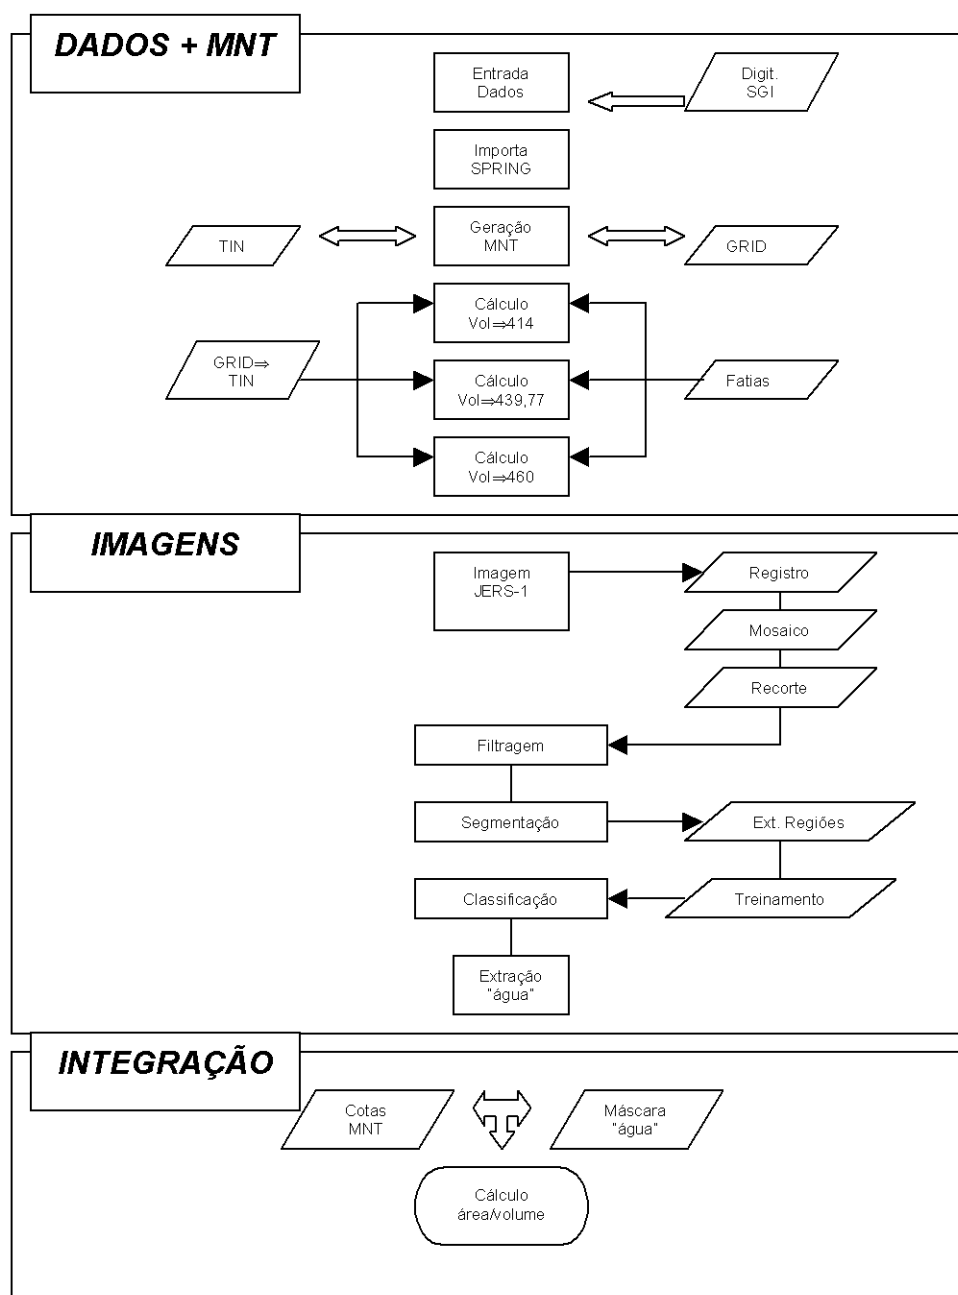 DADOS + MNT
Entrada
Dados
Digit.
SGI
Importa
SPRING
TIN
Geração
MNT
GRID
Cálculo
Vol⇒414
GRID⇒
TIN
Cálculo
Vol⇒439,77
Fatias
Cálculo
Vol⇒460
IMAGENS
Imagem
JERS-1
Registro
Mosaico
Recorte
Filtragem
Segmentação
Ext. Regiões
Classificação
Treinamento
Extração
"água"
INTEGRAÇÃO
Cotas
MNT
Máscara
"água"
Cálculo
área/volume